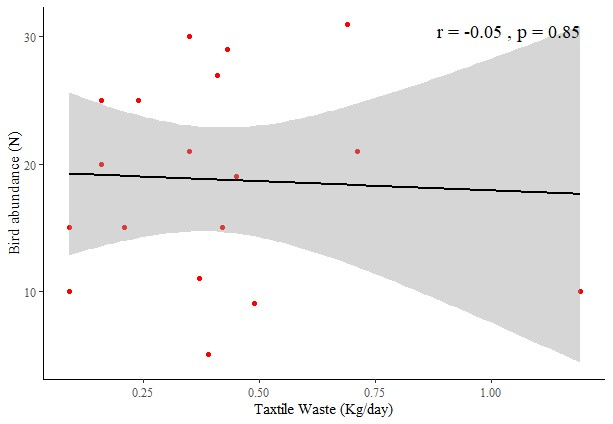 r = -0.05 , p = 0.85
Bird abundance (N)
30
20
10
0.25 0.50 0.75 1.00
Taxtile Waste (Kg/day)